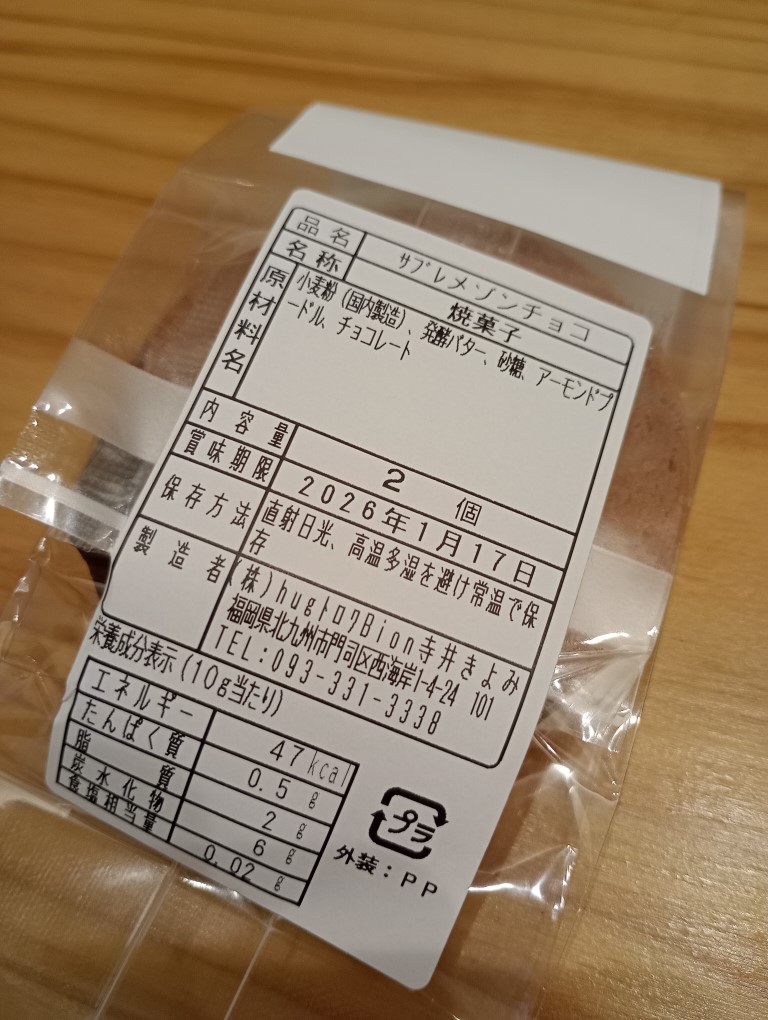 品名 サブレメゾンチョコ
名称 焼菓子
原材料名 小麦粉(国内製造)、発酵バター、砂糖、アーモンドプ
ードル、チョコレート
内容量 2 個
賞味期限 2026年1月17日
保存方法 直射日光、高温多湿を避け常温で保
存
製造者 (株)hugトロワBion寺井きよみ
福岡県北九州市門司区西海岸1-4-24 101
TEL:093-331-3338
栄養成分表示(10g当たり)
エネルギー 47kcal
たんぱく質 0.5 g
脂質 2 g
炭水化物 6 g
食塩相当量 0.02 g
プラ
外装:PP